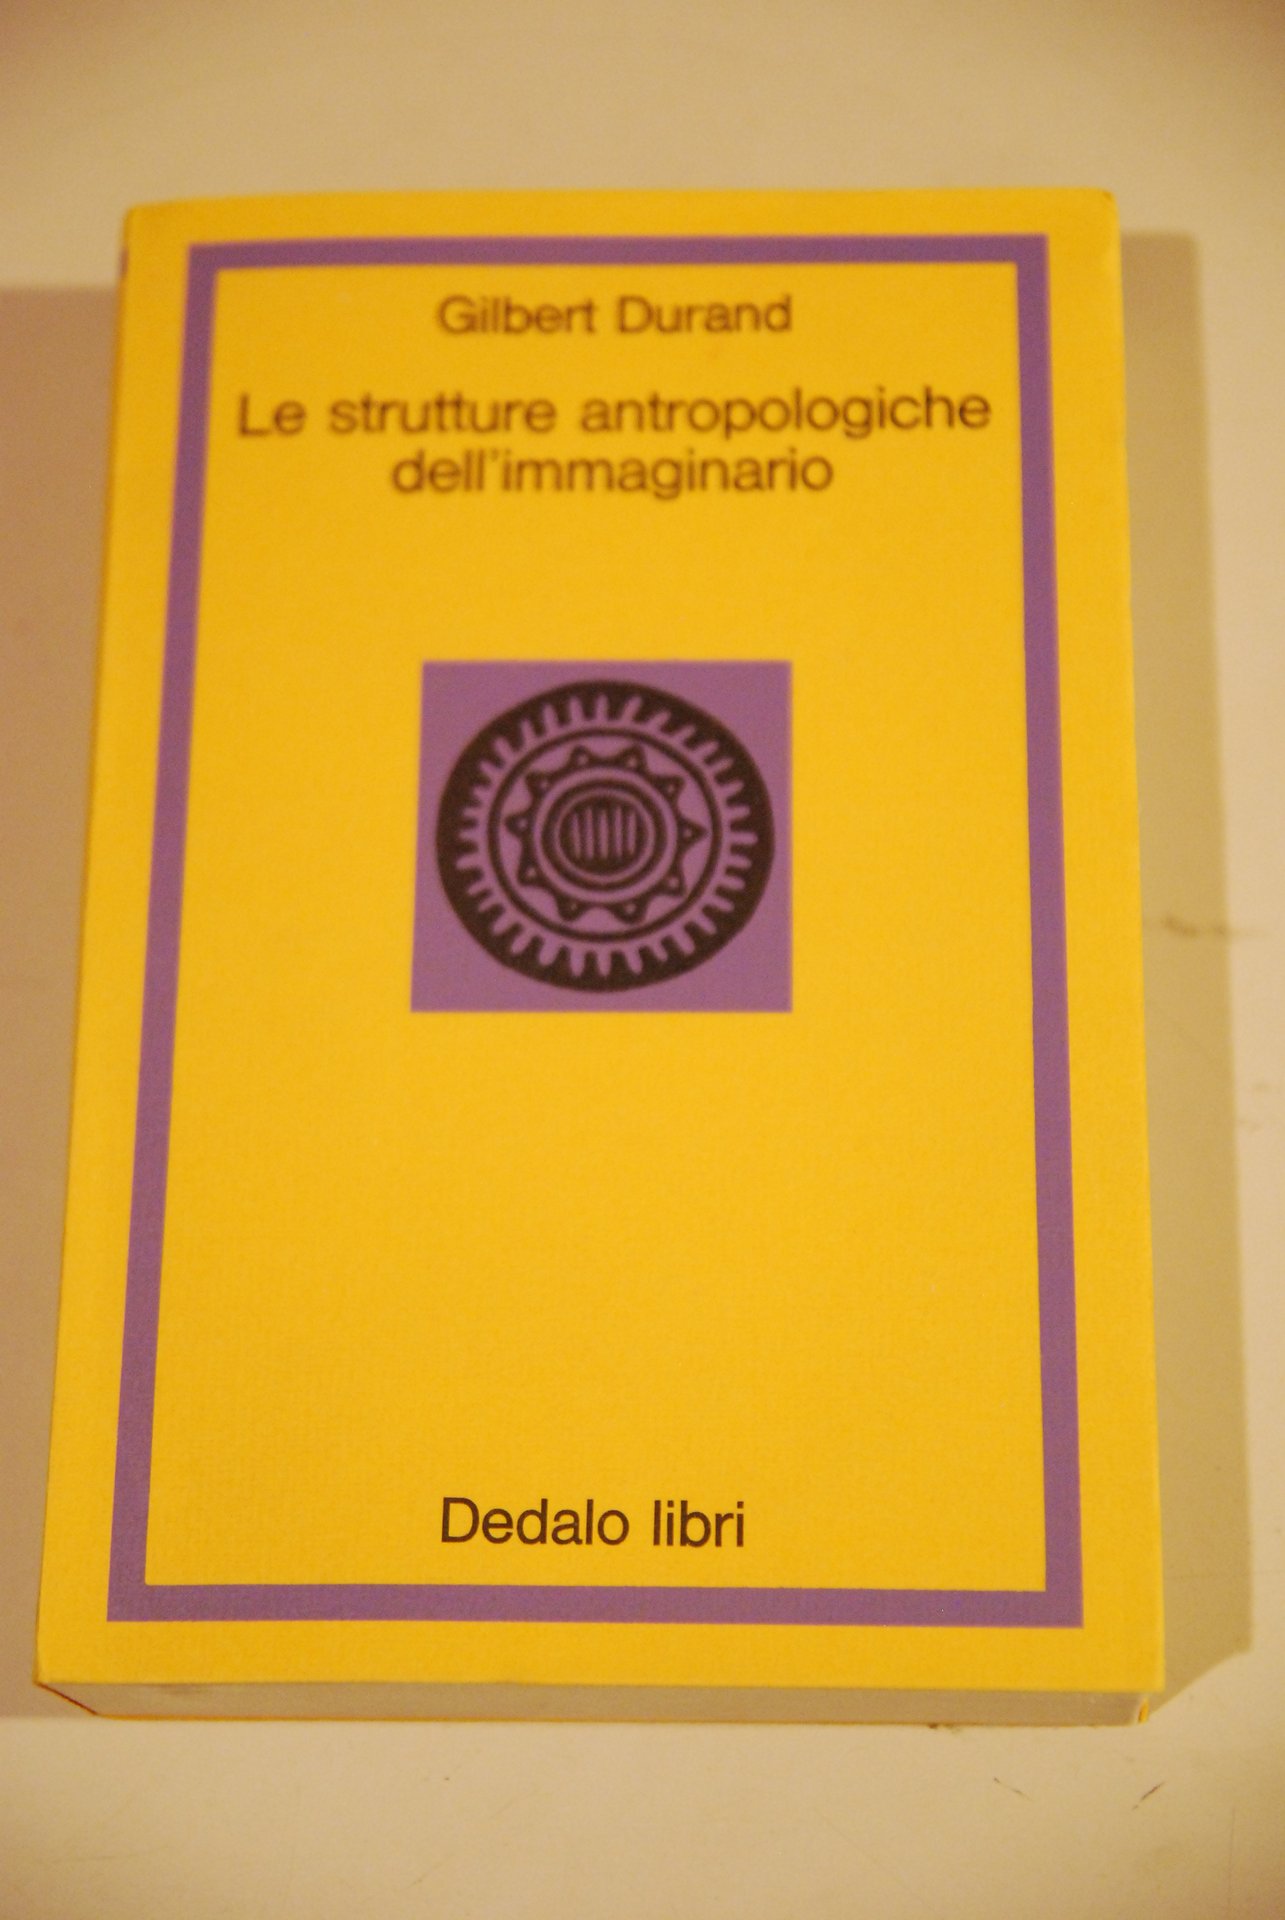 Gilbert Durand
Le strutture antropologiche
dell'immaginario
Dedalo libri